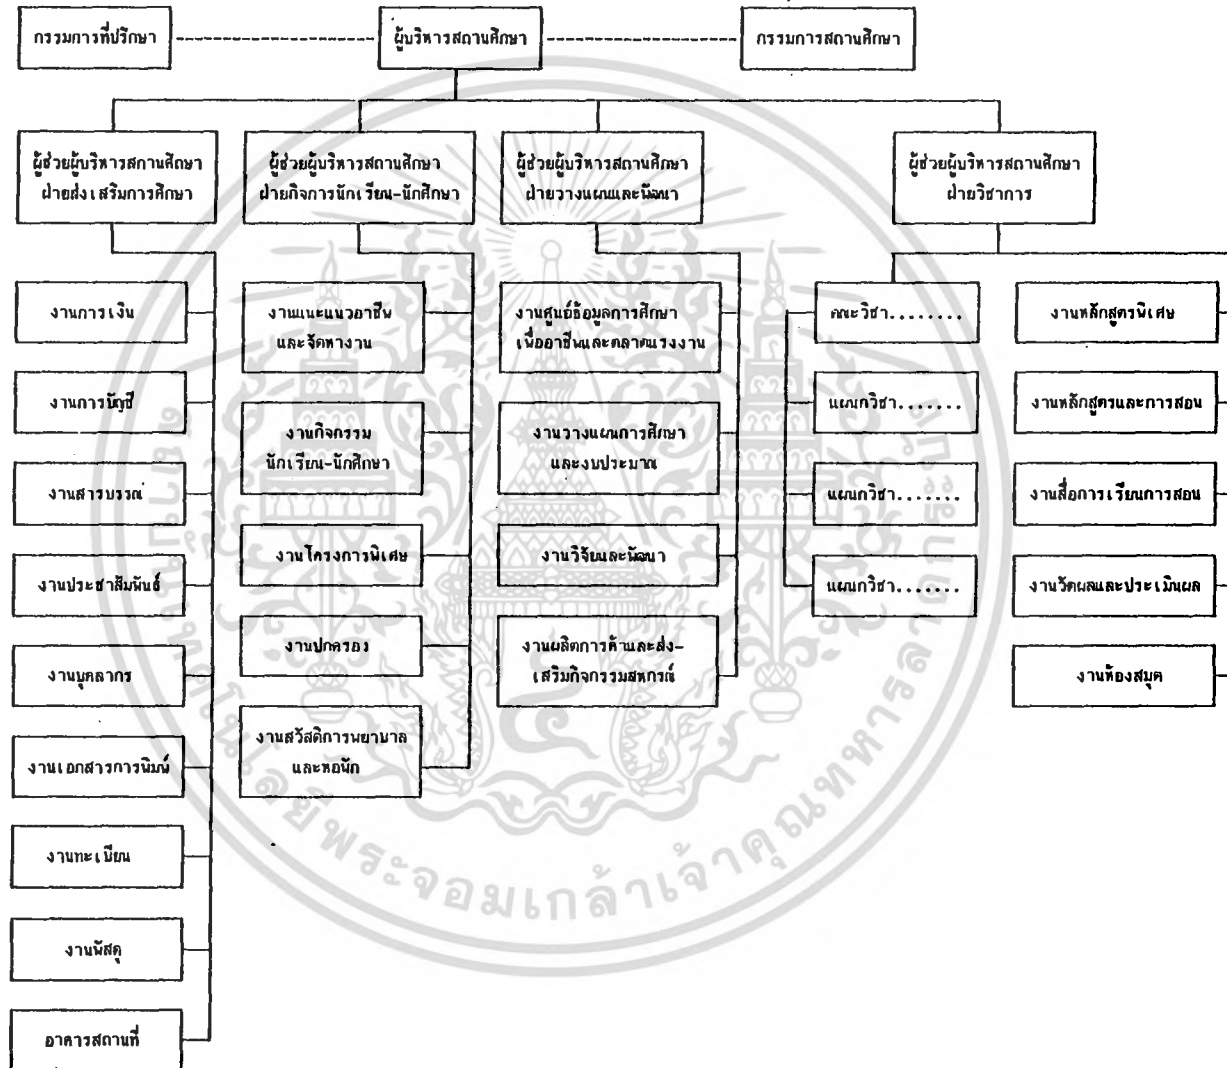 กรรมการที่ปรึกษา
ผู้บริหารสถานศึกษา
กรรมการสถานศึกษา
ผู้ช่วยผู้บริหารสถานศึกษา
ฝ่ายส่งเสริมการศึกษา
ผู้ช่วยผู้บริหารสถานศึกษา
ฝ่ายกิจการนักเรียน-นักศึกษา
ผู้ช่วยผู้บริหารสถานศึกษา
ฝ่ายวางแผนและพัฒนา
ผู้ช่วยผู้บริหารสถานศึกษา
ฝ่ายวิชาการ
งานการเงิน
งานการบัญชี
งานสารบรรณ
งานประชาสัมพันธ์
งานบุคลากร
งานเอกสารการพิมพ์
งานทะเบียน
งานพัสดุ
อาคารสถานที่
งานแนะแนวอาชีพ
และจัดหางาน
งานกิจกรรม
นักเรียน-นักศึกษา
งานโครงการพิเศษ
งานปกครอง
งานสวัสดิการพยาบาล
และหอพัก
งานศูนย์ข้อมูลการศึกษา
เพื่ออาชีพและตลาดแรงงาน
งานวางแผนการศึกษา
และงบประมาณ
งานวิจัยและพัฒนา
งานผลิตการค้าและส่ง-
เสริมกิจกรรมสหกรณ์
คณะวิชา........
แผนกวิชา.......
แผนกวิชา.......
แผนกวิชา.......
งานหลักสูตรพิเศษ
งานหลักสูตรและการสอน
งานสื่อการเรียนการสอน
งานวัดผลและประเมินผล
งานห้องสมุด
พระจอมเกล้าเจ้าคุณทหารลาดกระบัง